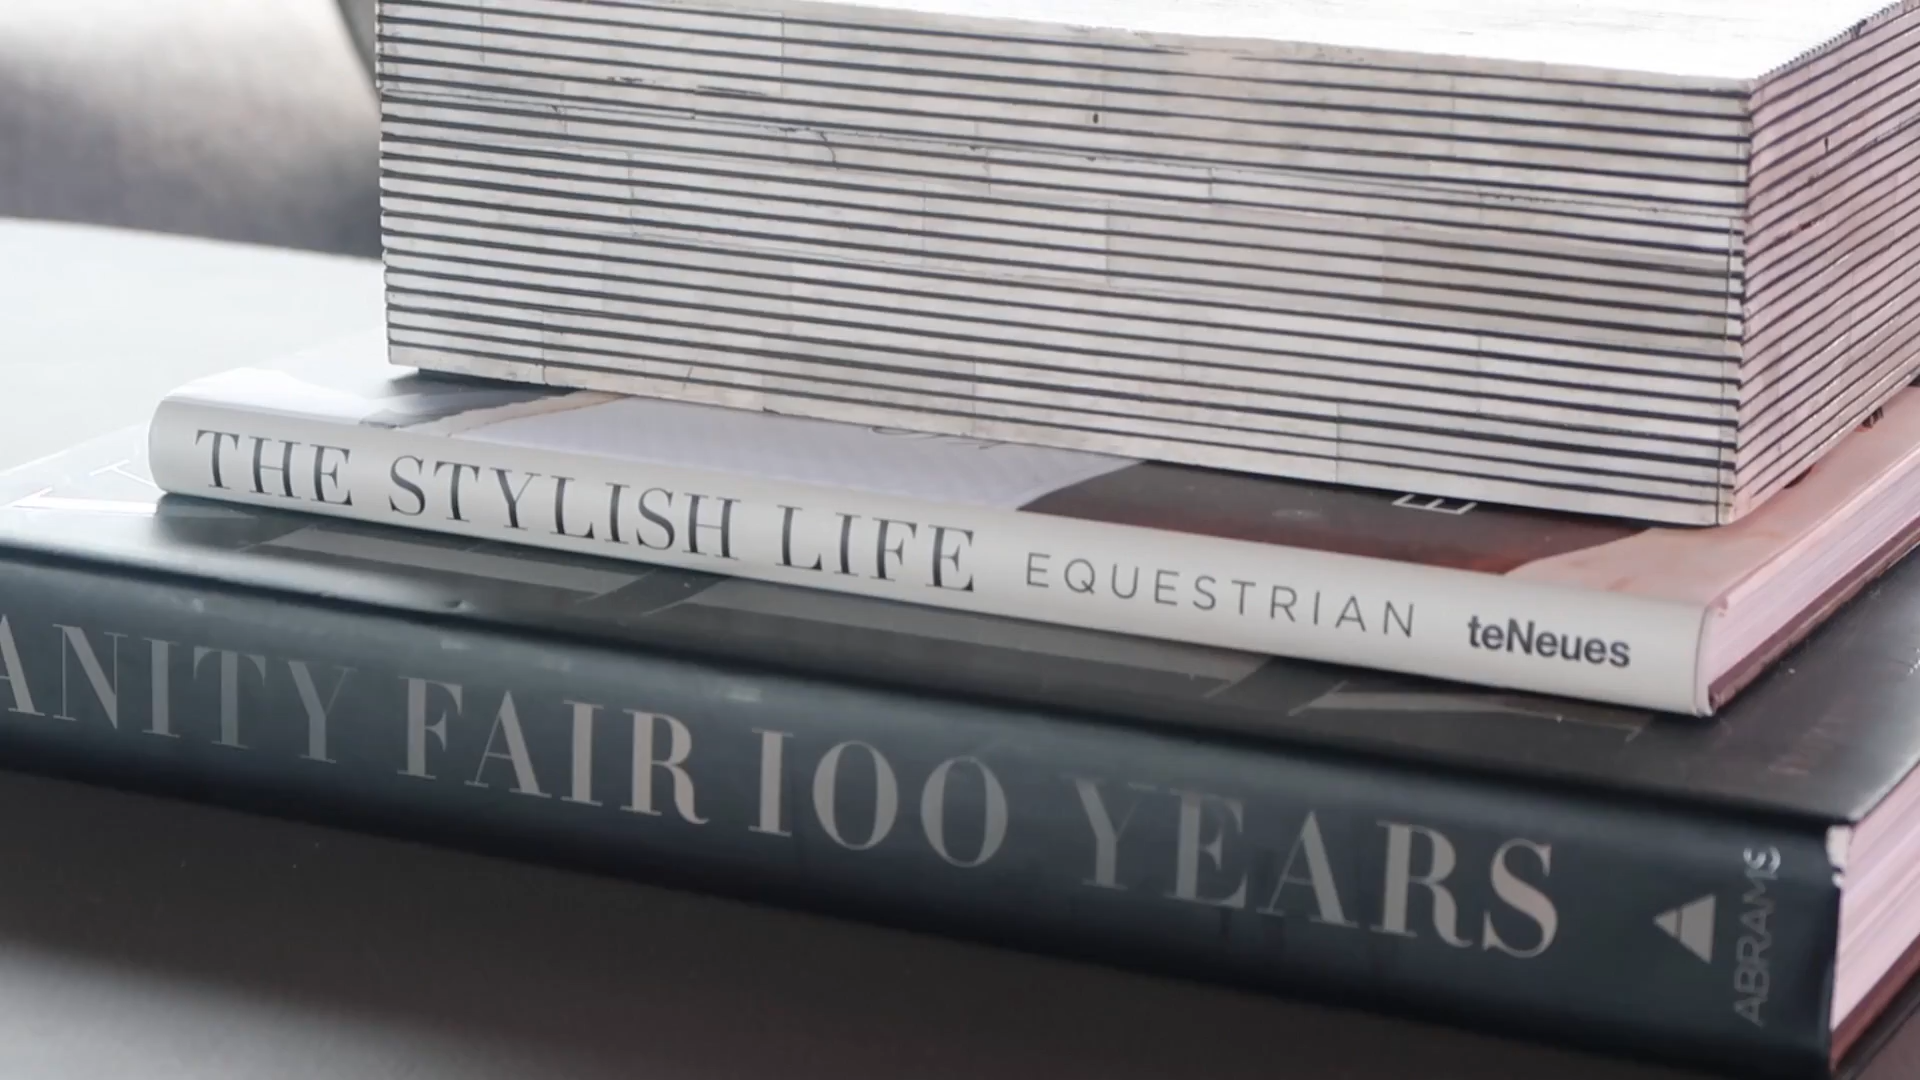 THE STYLISH LIFE EQUESTRIAN teNeues
ANITY FAIR 100 YEARS
ABRAMS